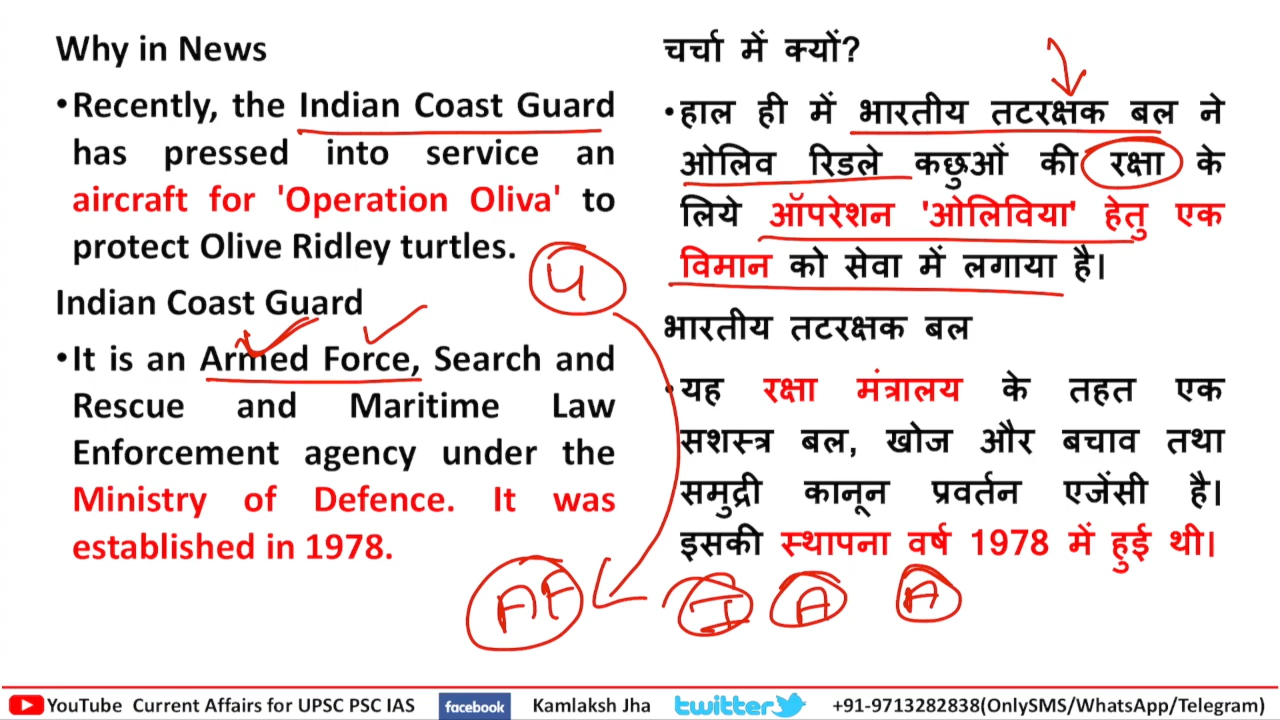 Why in News
•Recently, the Indian Coast Guard
has pressed into service an
aircraft for 'Operation Oliva' to
protect Olive Ridley turtles.
Indian Coast Guard
•It is an Armed Force, Search and
Rescue and Maritime Law
Enforcement agency under the
Ministry of Defence. It was
established in 1978.
चर्चा में क्यों?
•हाल ही में भारतीय तटरक्षक बल ने
ओलिव रिडले कछुओं की रक्षा के
लिये ऑपरेशन 'ओलिविया' हेतु एक
विमान को सेवा में लगाया है।
भारतीय तटरक्षक बल
•यह रक्षा मंत्रालय के तहत एक
सशस्त्र बल, खोज और बचाव तथा
समुद्री कानून प्रवर्तन एजेंसी है।
इसकी स्थापना वर्ष 1978 में हुई थी।
4
AF I A A
YouTube Current Affairs for UPSC PSC IAS facebook Kamlaksh Jha twitter +91-9713282838(OnlySMS/WhatsApp/Telegram)